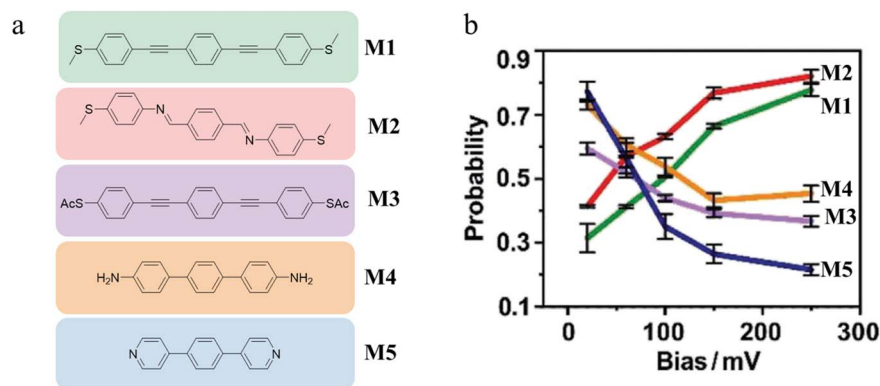 a
S
S
M1
S
N
N
S
M2
AcS
SAc
M3
H₂N
NH₂
M4
N
N
M5
b
Probability
0.9
0.7
0.5
0.3
0.1
M2
M1
M4
M3
M5
0
100
200
300
Bias / mV